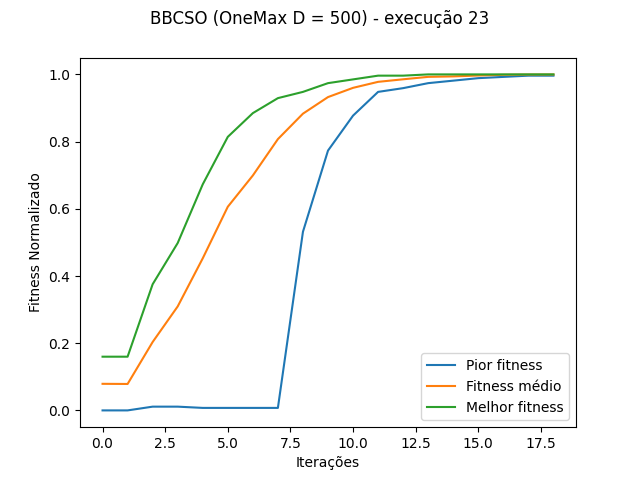 BBCSO (OneMax D = 500) - execução 23
Fitness Normalizado
1.0
0.8
0.6
0.4
0.2
0.0
0.0 2.5 5.0 7.5 10.0 12.5 15.0 17.5
Iterações
Pior fitness
Fitness médio
Melhor fitness